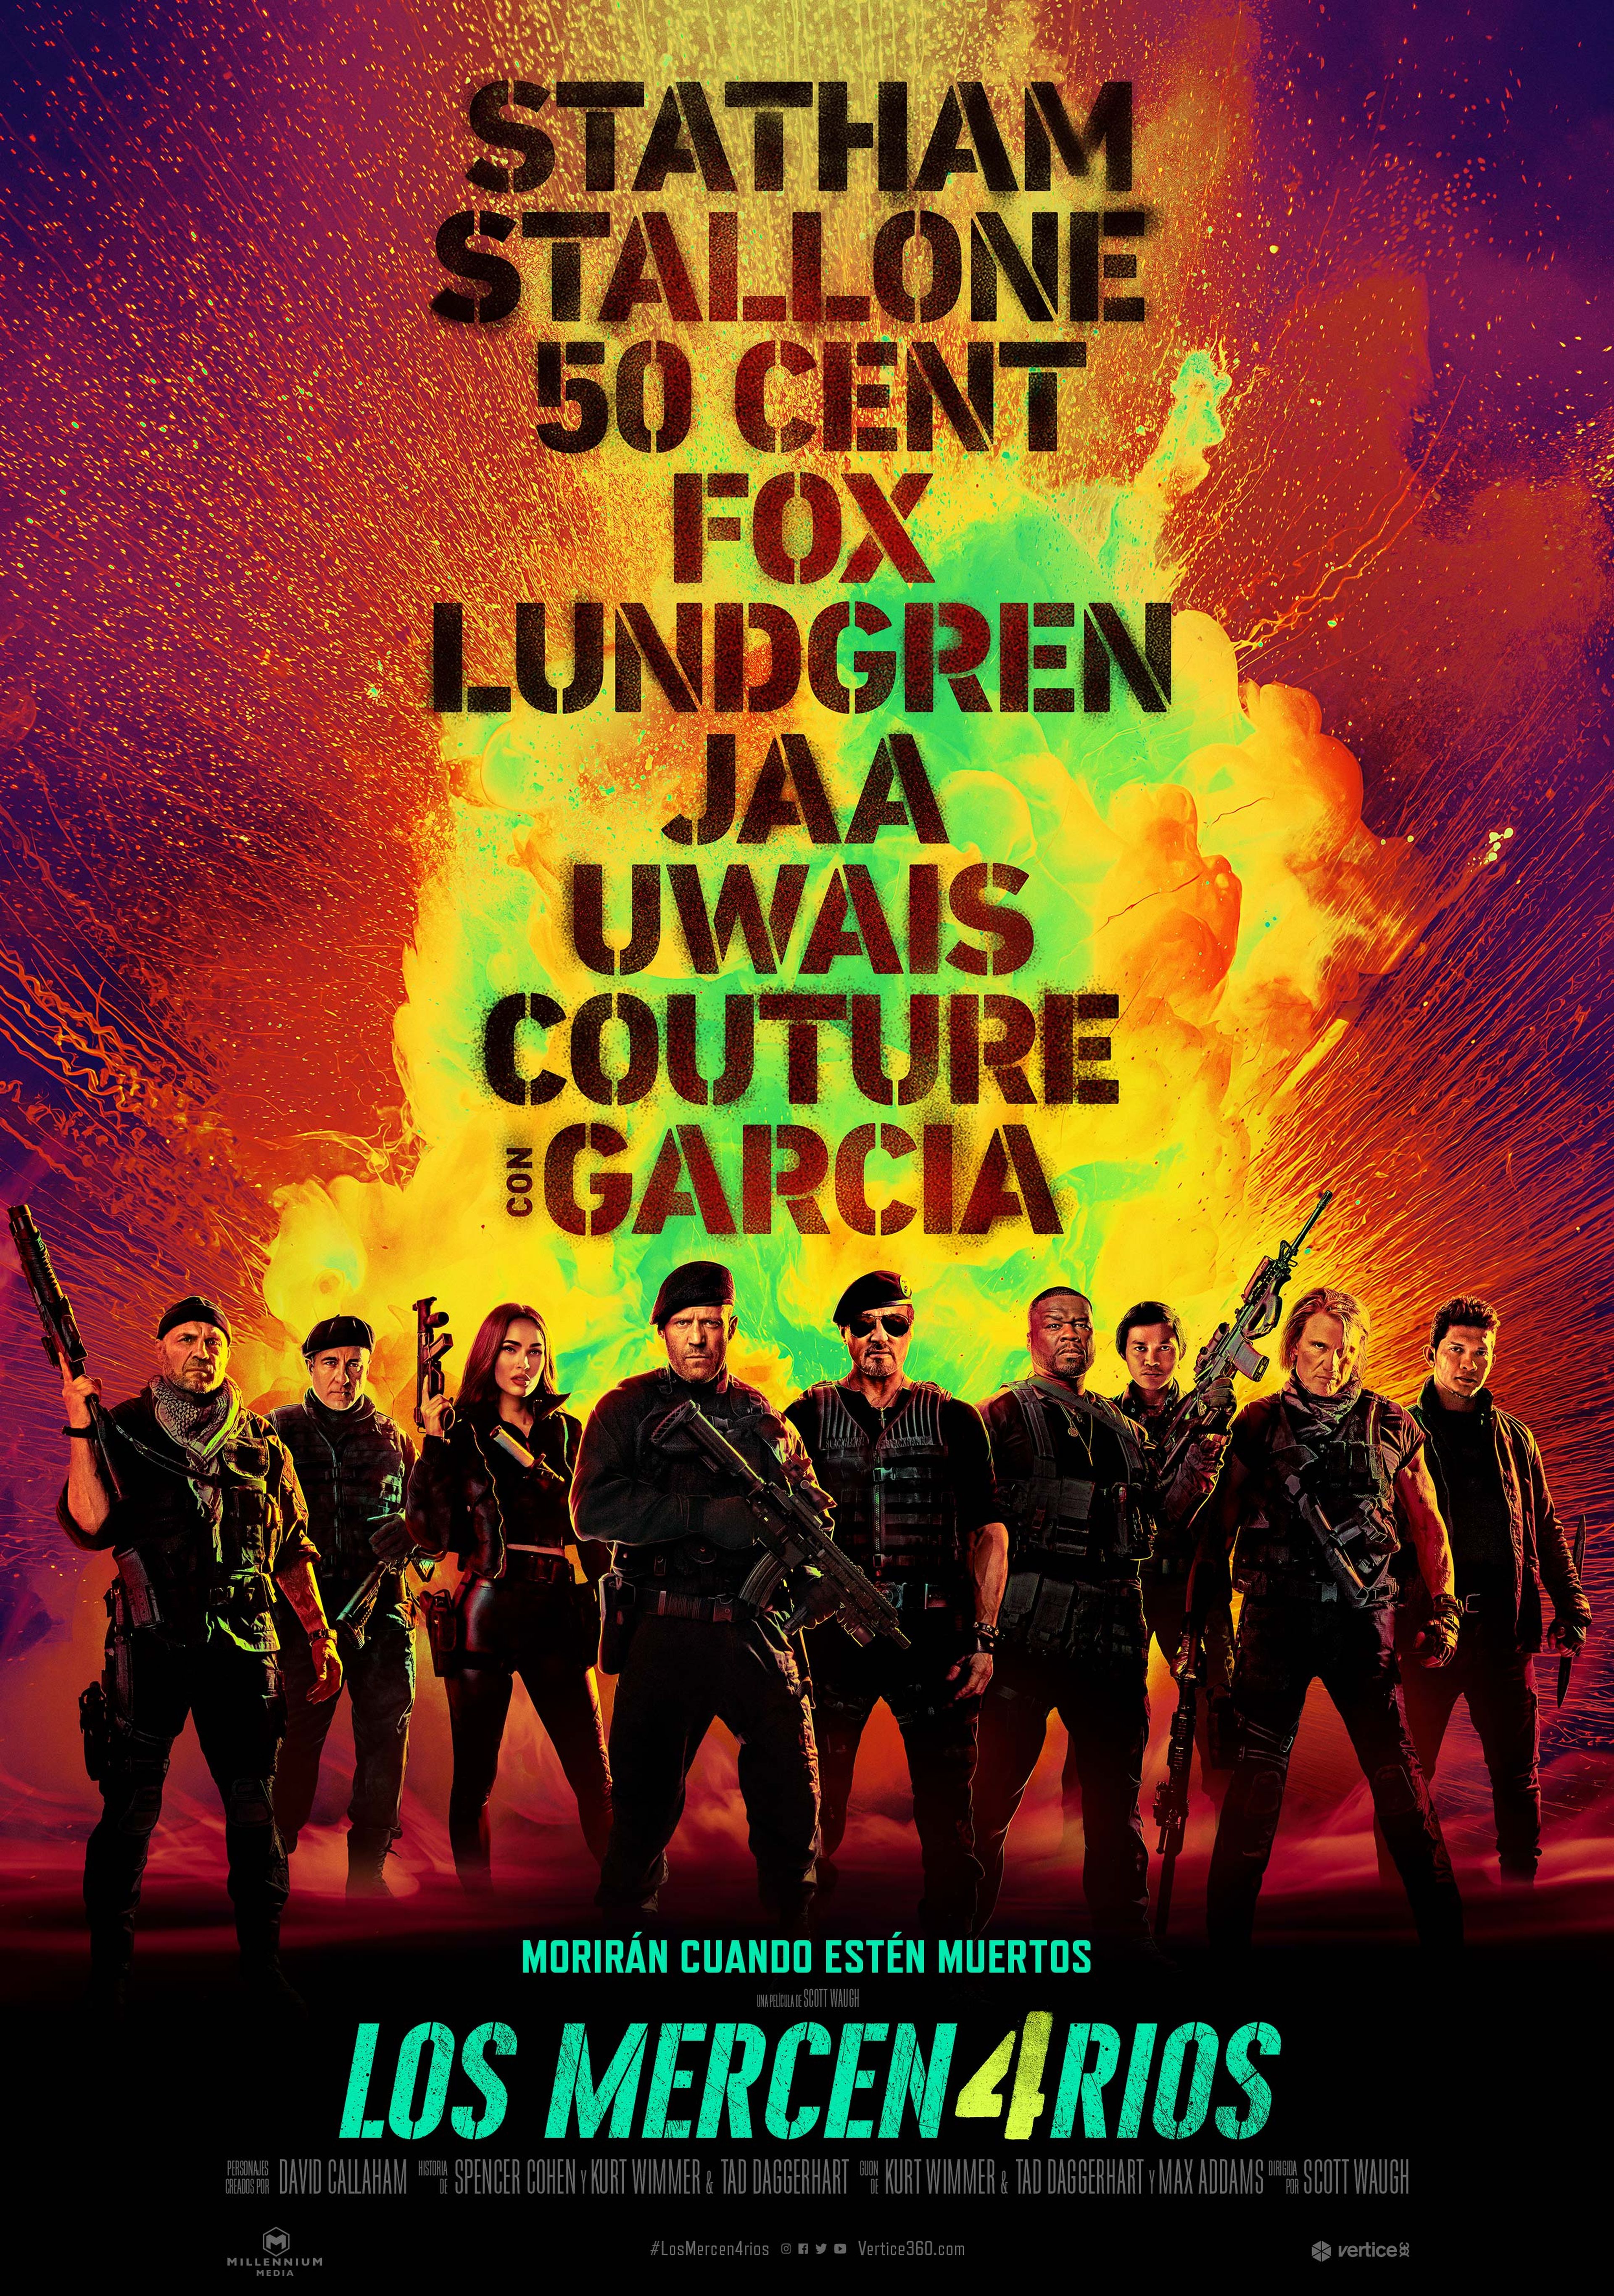 STATHAM
STALLONE
50 CENT
FOX
LUNDGREN
JAA
UWAIS
COUTURE
CON GARCIA
MORIRÁN CUANDO ESTÉN MUERTOS
UNA PELÍCULA DE SCOTT WAUGH
LOS MERCEN4RIOS
PERSONAJES CREADOS POR DAVID CALLAHAM HISTORIA DE SPENCER COHEN Y KURT WIMMER & TAD DAGGERHART GUION DE KURT WIMMER & TAD DAGGERHART Y MAX ADDAMS DIRIGIDA POR SCOTT WAUGH
MILLENNIUM MEDIA #LosMercen4rios Vertice360.com vertice360